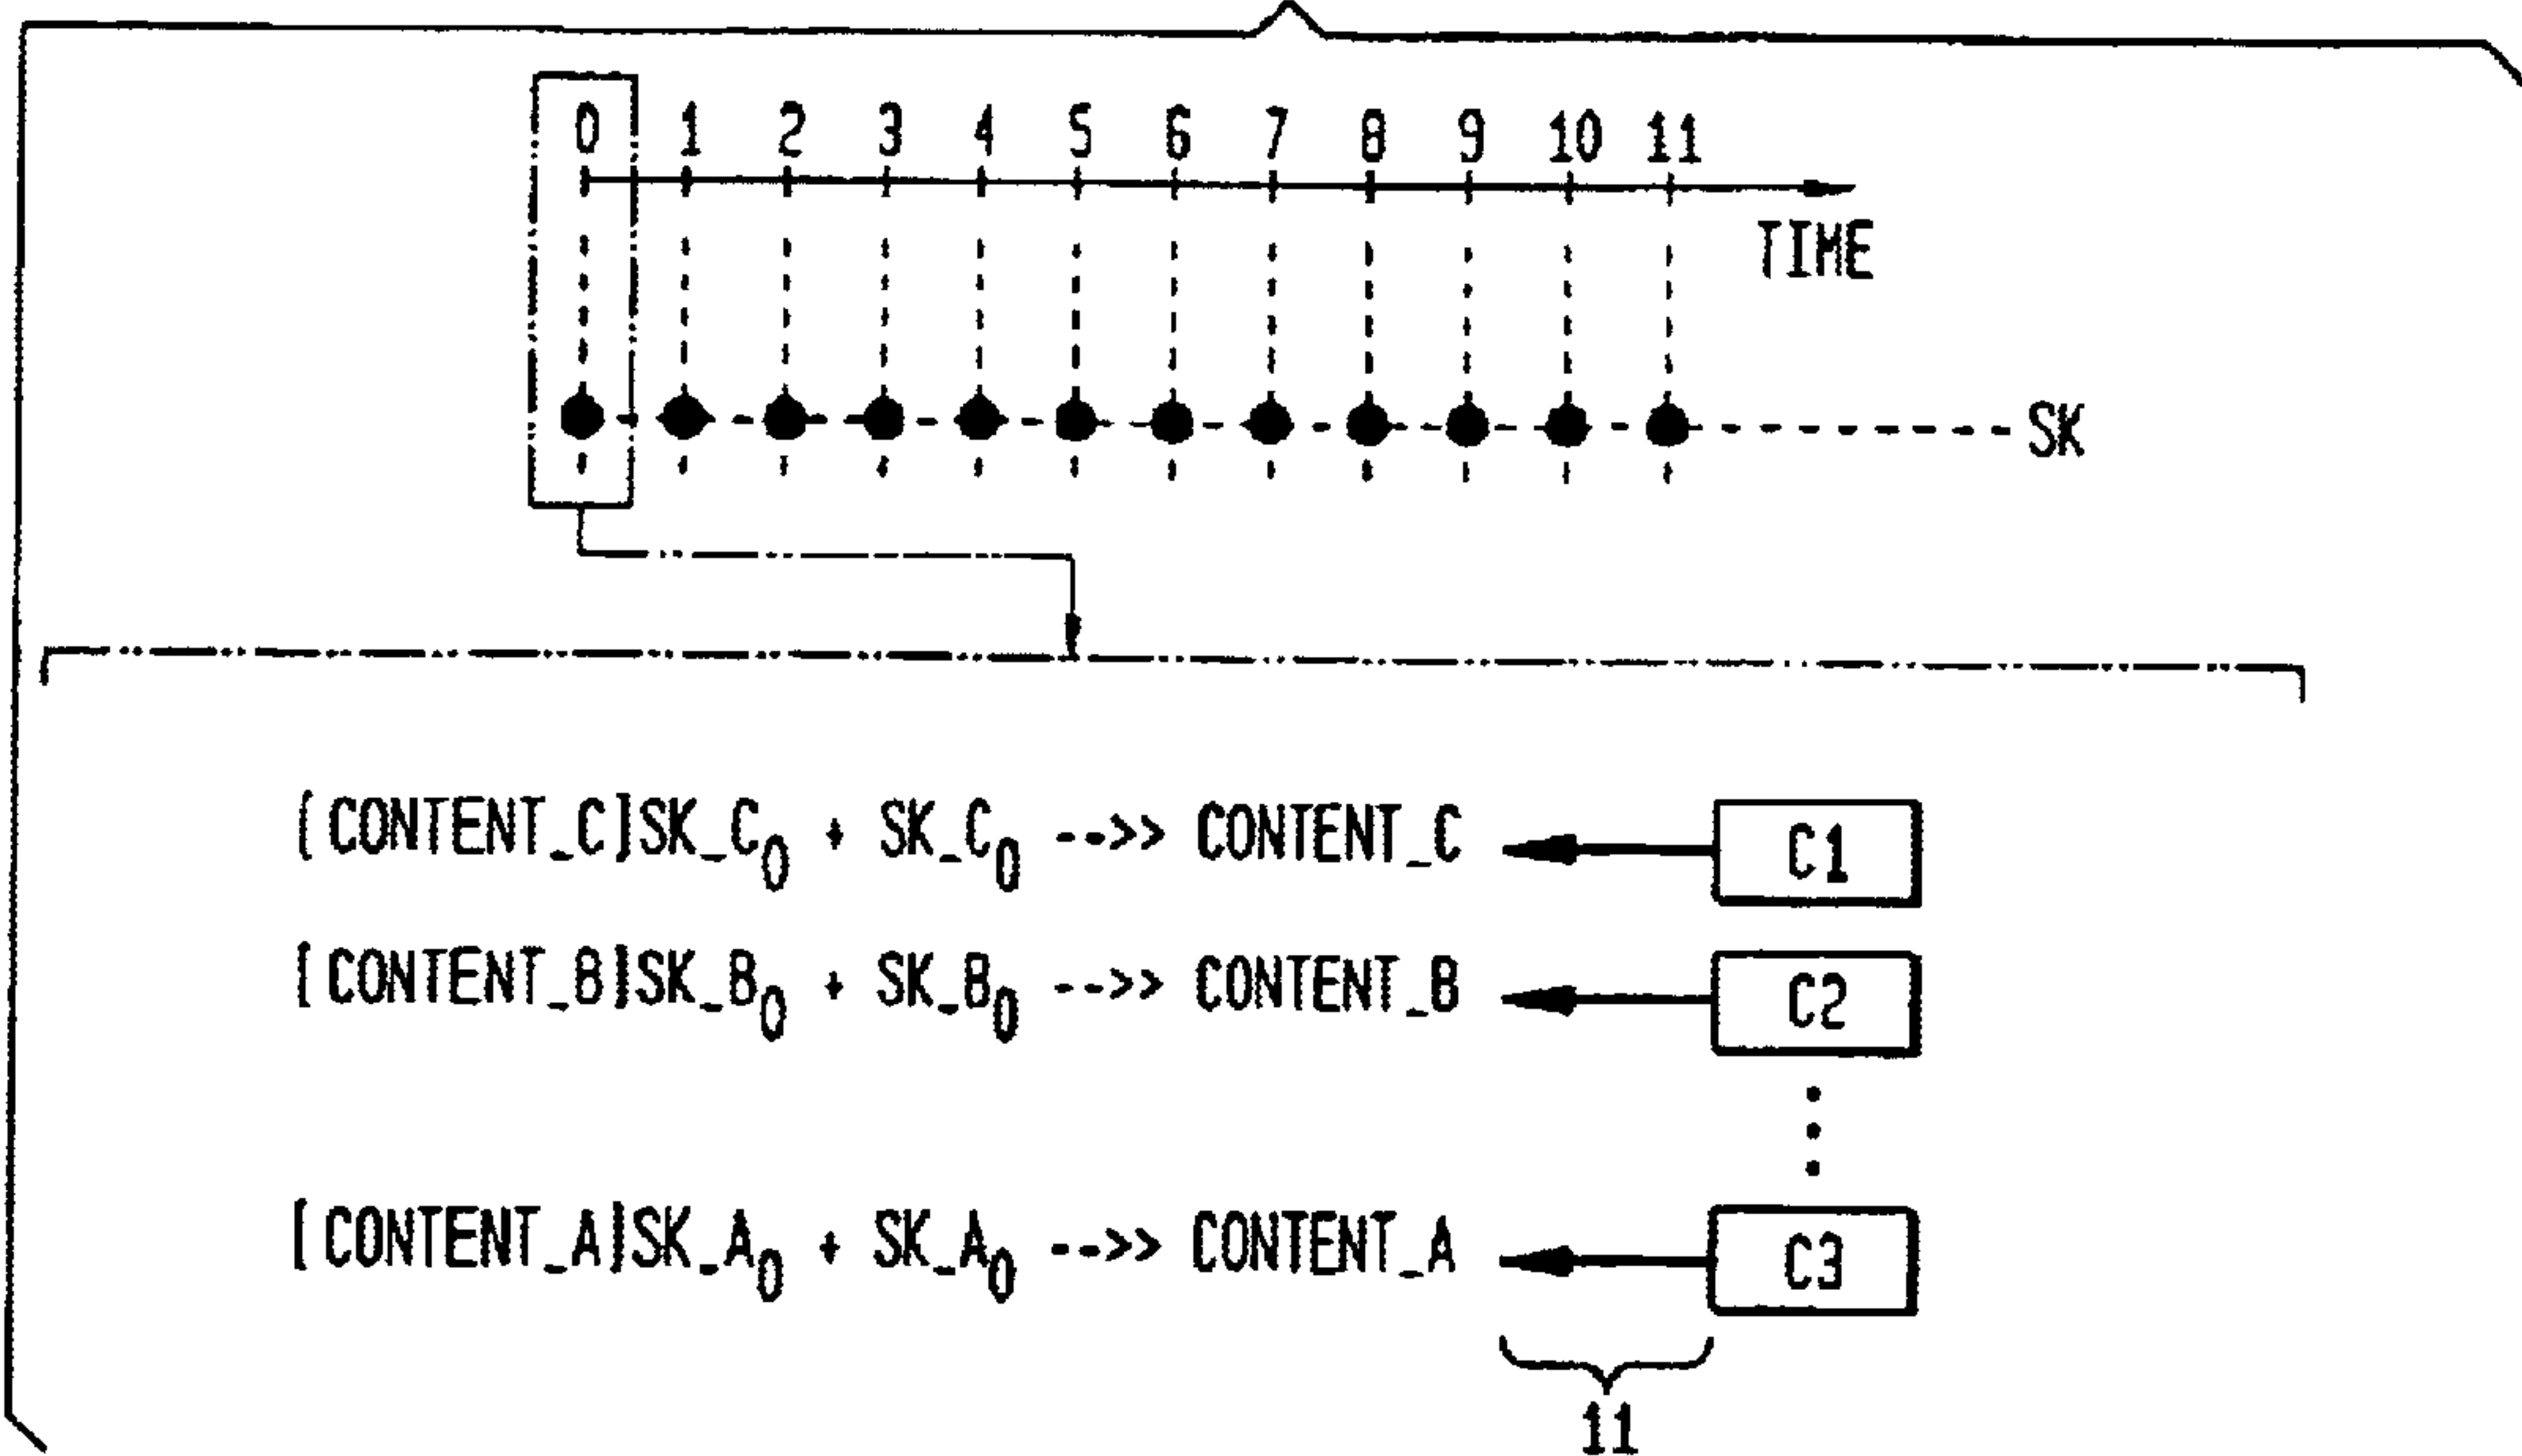 0 1 2 3 4 5 6 7 8 9 10 11
TIME
SK
[CONTENT_C]SK_C0 + SK_C0 -->> CONTENT_C C1
[CONTENT_B]SK_B0 + SK_B0 -->> CONTENT_B C2
[CONTENT_A]SK_A0 + SK_A0 -->> CONTENT_A C3
11